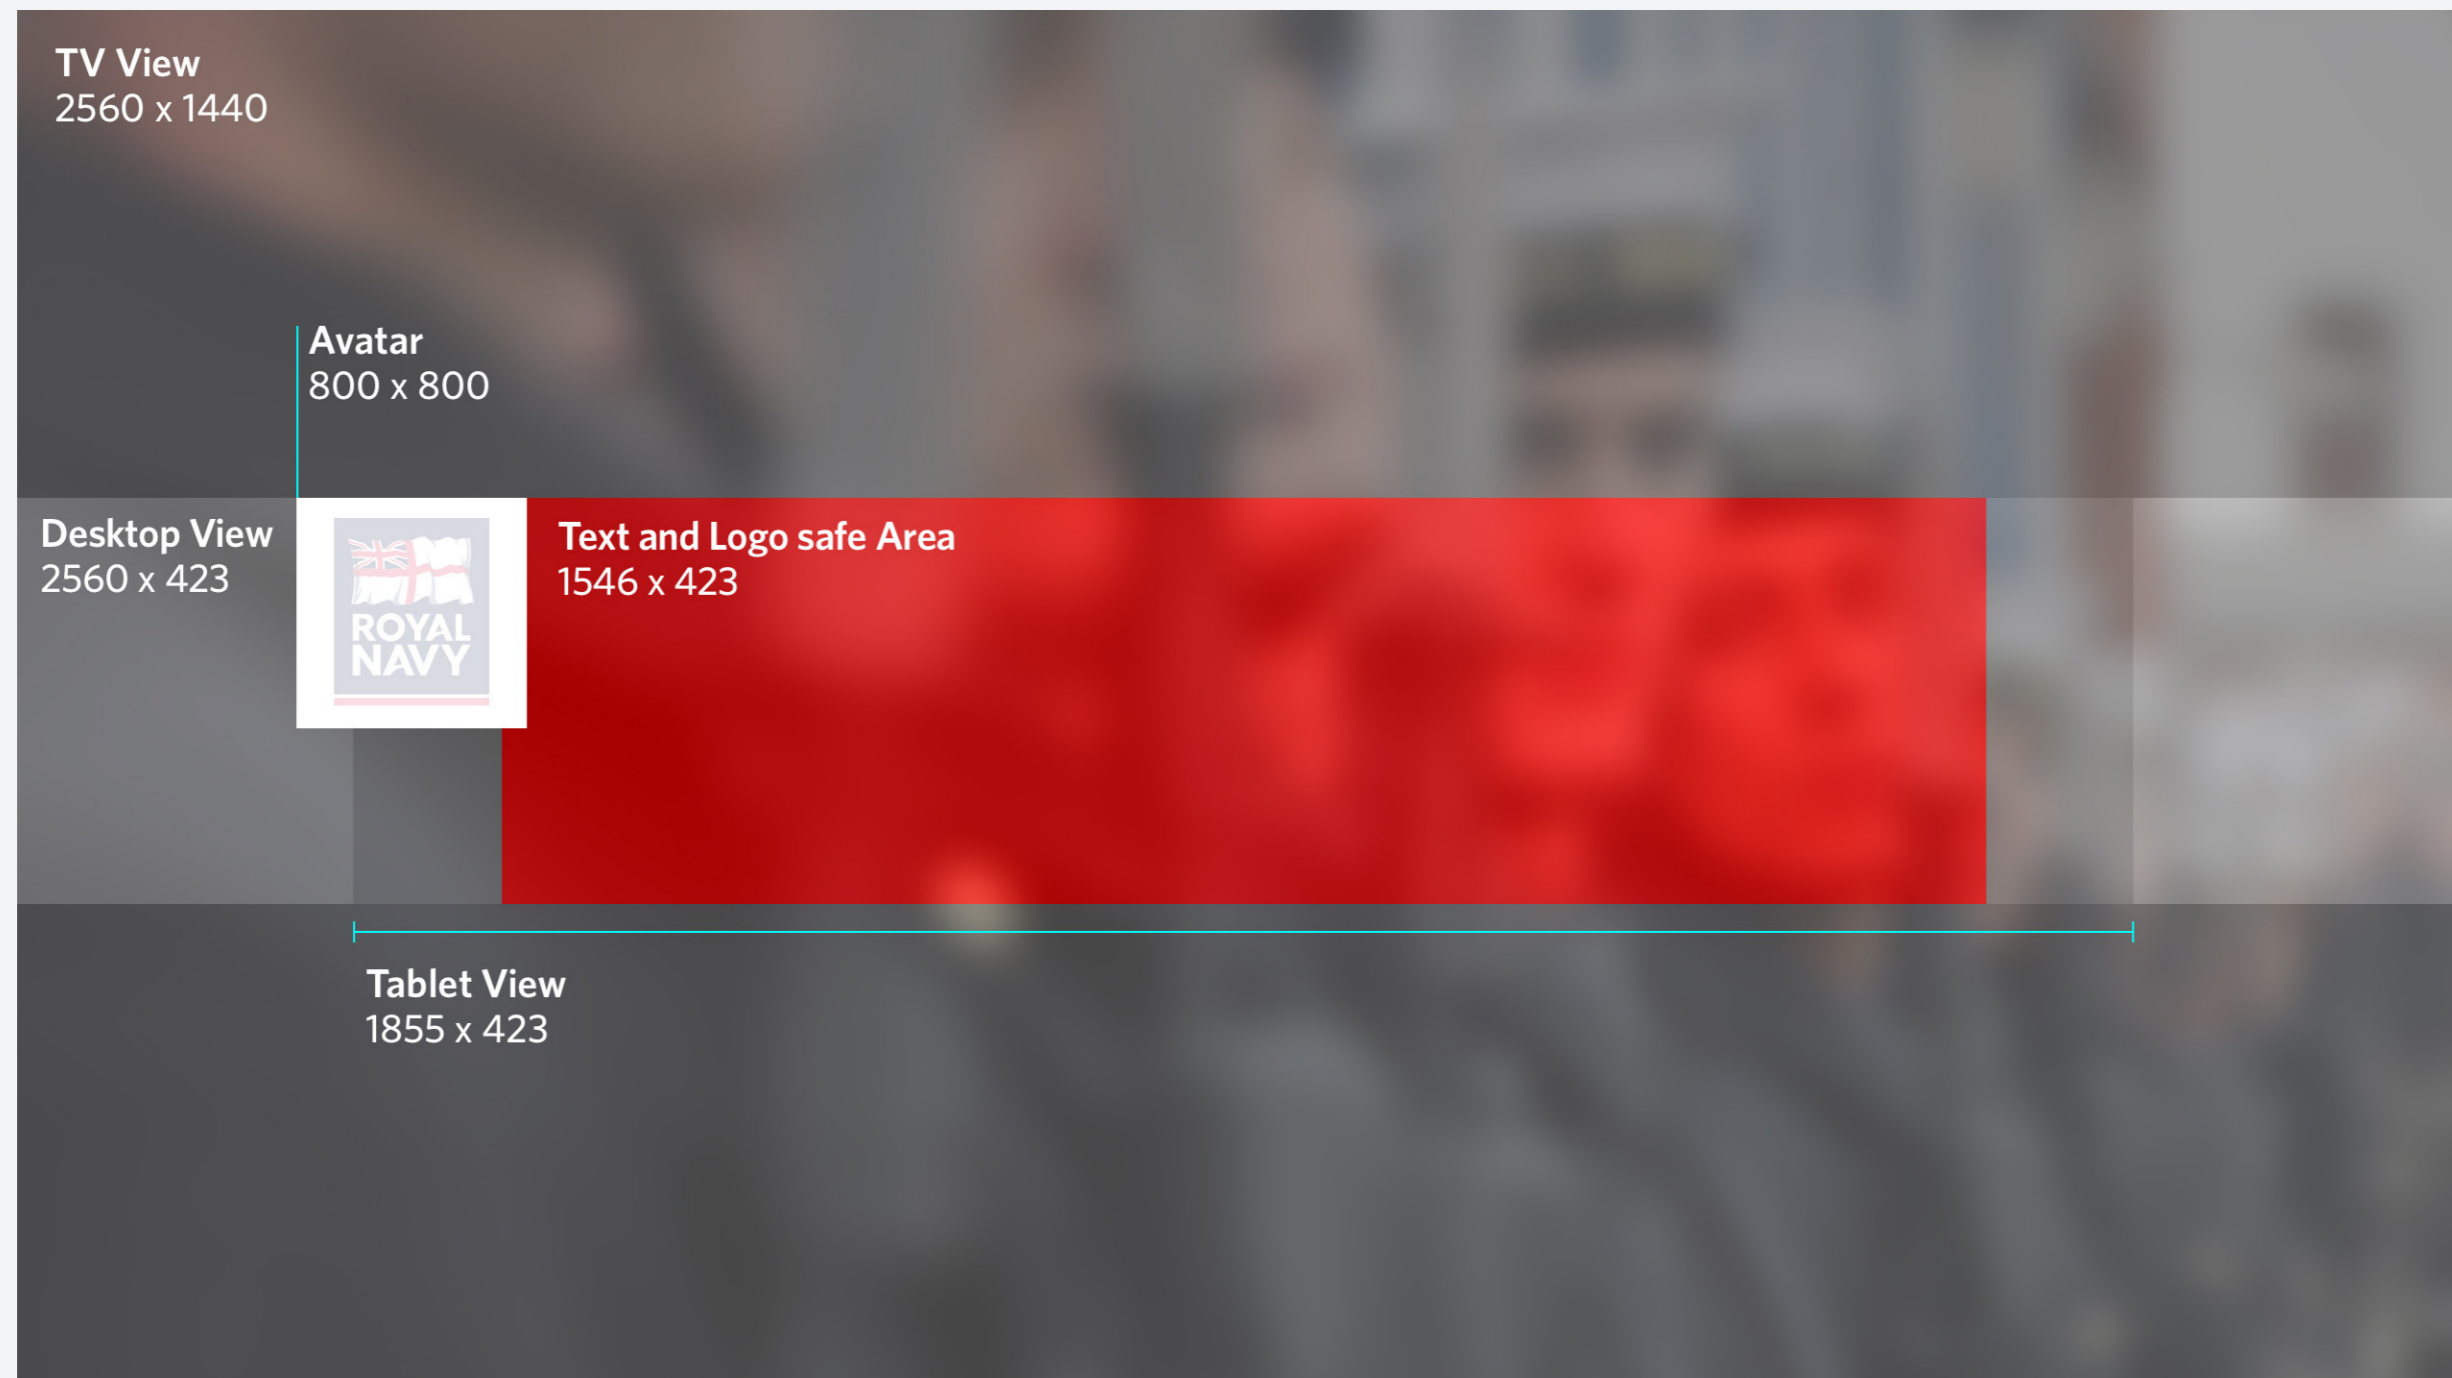 TV View
2560 x 1440
Avatar
800 x 800
Desktop View
2560 x 423
ROYAL
NAVY
Text and Logo safe Area
1546 x 423
Tablet View
1855 x 423